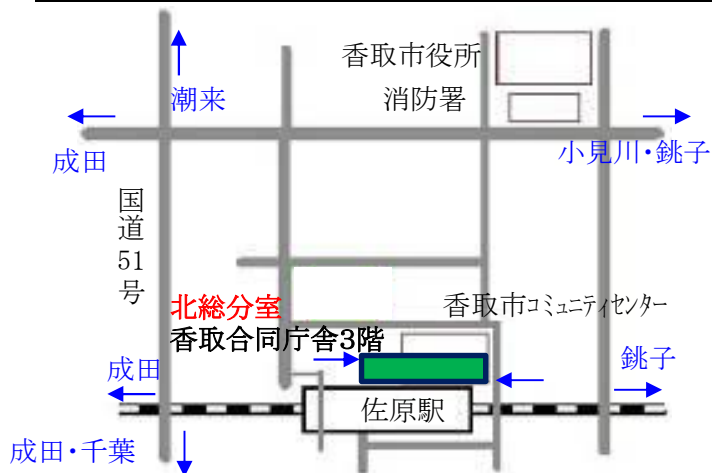 香取市役所
潮来
消防署
成田
小見川・銚子
国道51号
北総分室
香取市コミュニティセンター
香取合同庁舎3階
成田
銚子
佐原駅
成田・千葉